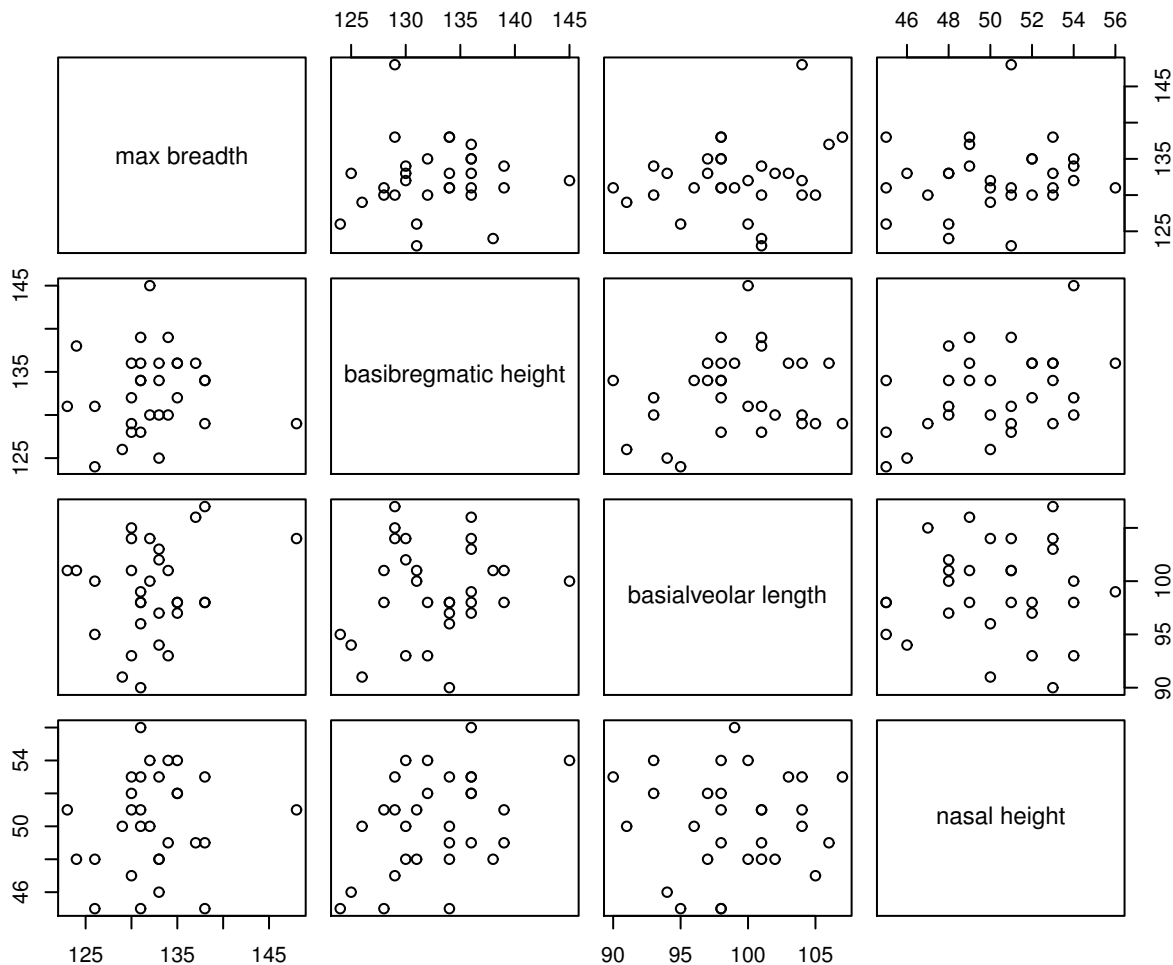 125 130 135 140 145
46 48 50 52 54 56
max breadth
125 135 145
125 135 145
basibregmatic height
basialveolar length
90 95 100
46 50 54
nasal height
125 135 145
90 95 100 105